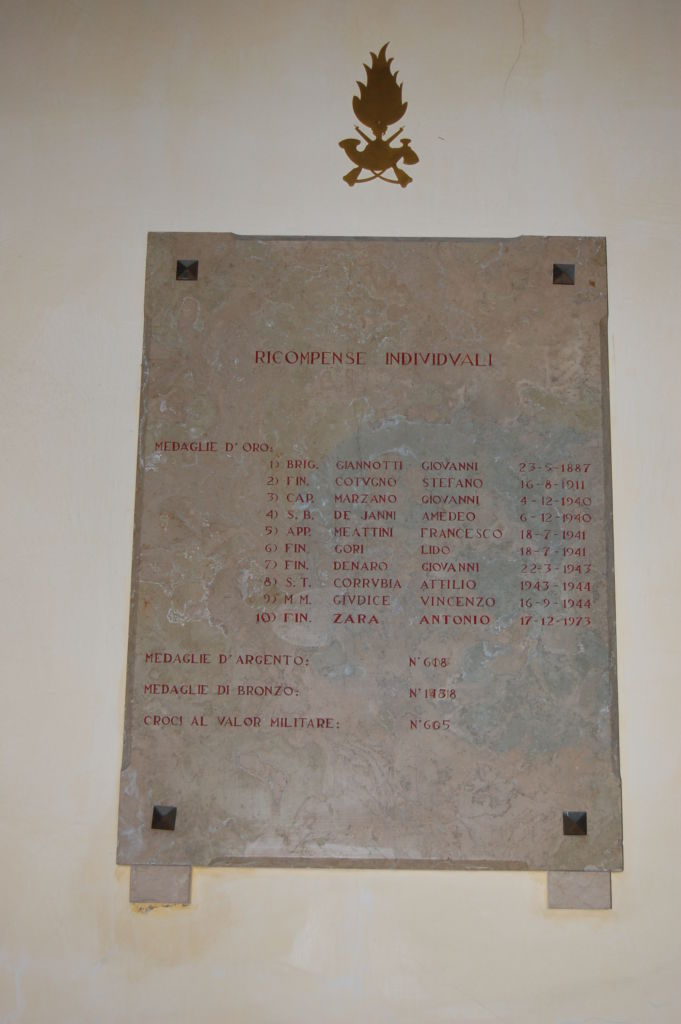 RICOMPENSE INDIVIDVALI
MEDAGLIE D'ORO:
1) BRIG. GIANNOTTI GIOVANNI 23-5-1887
2) FIN. COTVGNO STEFANO 16-8-1911
3) CAP. MARZANO GIOVANNI 4-12-1940
4) S.B. DE JANNI AMEDEO 6-12-1940
5) APP. MEATTINI FRANCESCO 18-7-1941
6) FIN. GORI LIDO 18-7-1941
7) FIN. DENARO GIOVANNI 22-3-1943
8) S.T. CORRVBIA ATTILIO 1943-1944
9) M.M. GIVDICE VINCENZO 16-9-1944
10) FIN. ZARA ANTONIO 17-12-1973
MEDAGLIE D'ARGENTO:
MEDAGLIE DI BRONZO:
CROCI AL VALOR MILITARE: